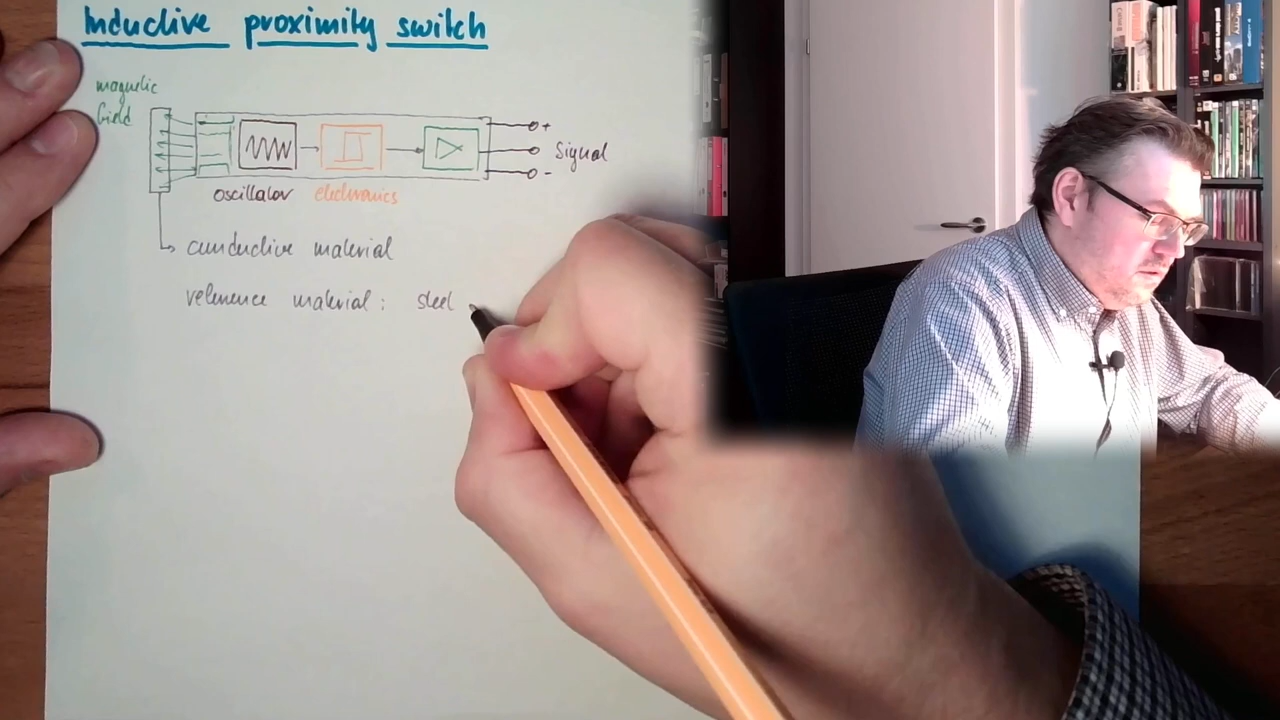 Inductive proximity switch
magnetic
field
+
Signal
-
oscillator electronics
conductive material
reference material: steel